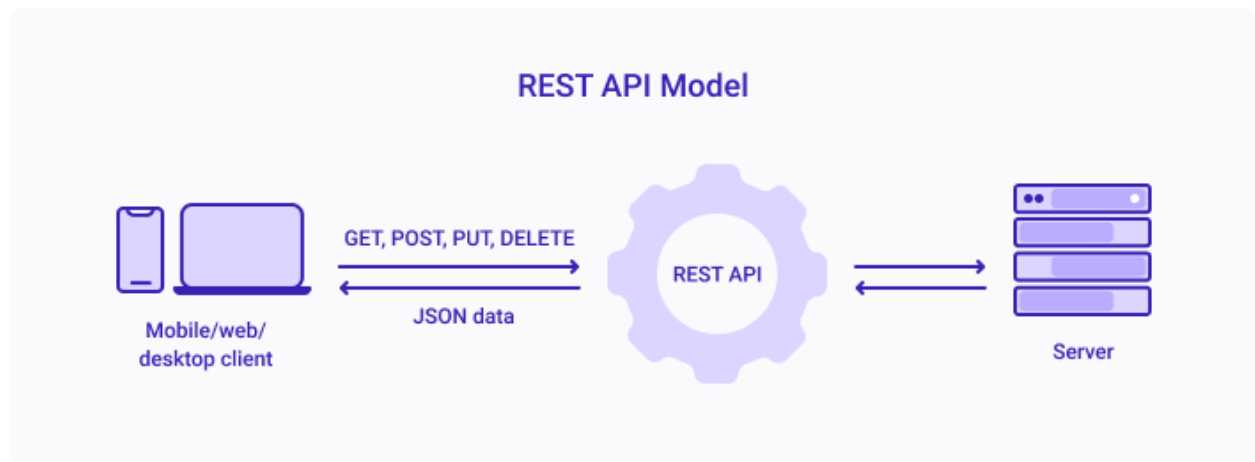 REST API Model
GET, POST, PUT, DELETE
REST API
JSON data
Mobile/web/
desktop client
Server